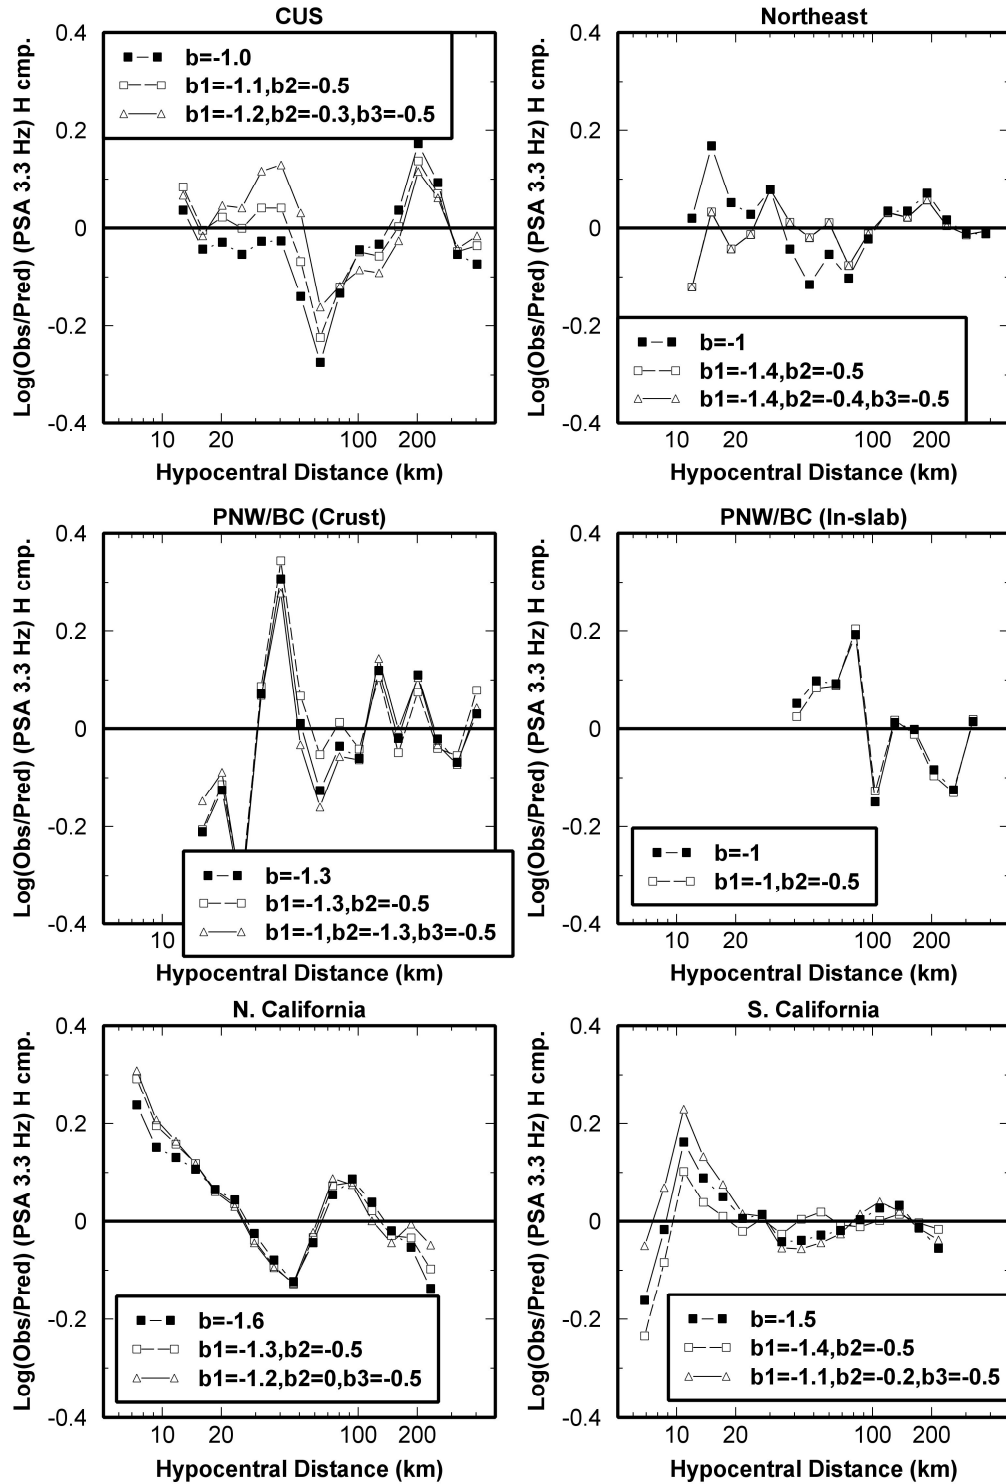 CUS
Log(Obs/Pred) (PSA 3.3 Hz) H cmp.
0.4
0.2
0
-0.2
-0.4
b=-1.0
b1=-1.1,b2=-0.5
b1=-1.2,b2=-0.3,b3=-0.5
10 20 100 200
Hypocentral Distance (km)
Northeast
Log(Obs/Pred) (PSA 3.3 Hz) H cmp.
0.4
0.2
0
-0.2
-0.4
b=-1
b1=-1.4,b2=-0.5
b1=-1.4,b2=-0.4,b3=-0.5
10 20 100 200
Hypocentral Distance (km)
PNW/BC (Crust)
Log(Obs/Pred) (PSA 3.3 Hz) H cmp.
0.4
0.2
0
-0.2
-0.4
b=-1.3
b1=-1.3,b2=-0.5
b1=-1,b2=-1.3,b3=-0.5
10
Hypocentral Distance (km)
PNW/BC (In-slab)
Log(Obs/Pred) (PSA 3.3 Hz) H cmp.
0.4
0.2
0
-0.2
-0.4
b=-1
b1=-1,b2=-0.5
10 20 100 200
Hypocentral Distance (km)
N. California
Log(Obs/Pred) (PSA 3.3 Hz) H cmp.
0.4
0.2
0
-0.2
-0.4
b=-1.6
b1=-1.3,b2=-0.5
b1=-1.2,b2=0,b3=-0.5
10 20 100 200
Hypocentral Distance (km)
S. California
Log(Obs/Pred) (PSA 3.3 Hz) H cmp.
0.4
0.2
0
-0.2
-0.4
b=-1.5
b1=-1.4,b2=-0.5
b1=-1.1,b2=-0.2,b3=-0.5
10 20 100 200
Hypocentral Distance (km)